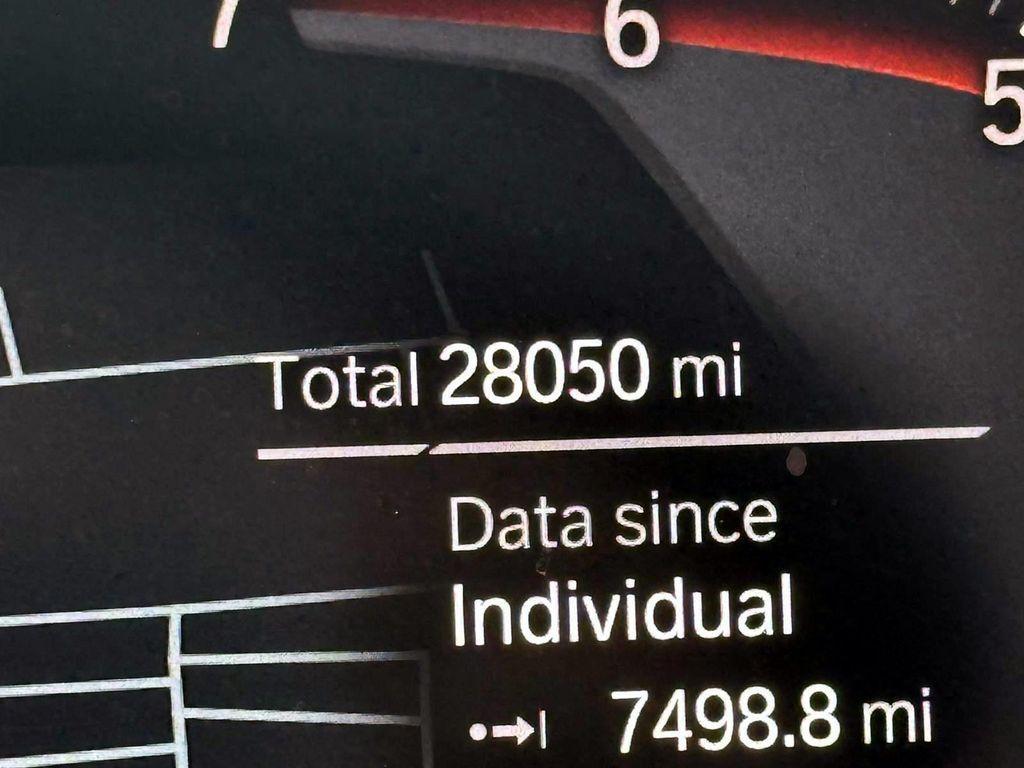 7 6 5
Total 28050 mi
Data since
Individual
7498.8 mi